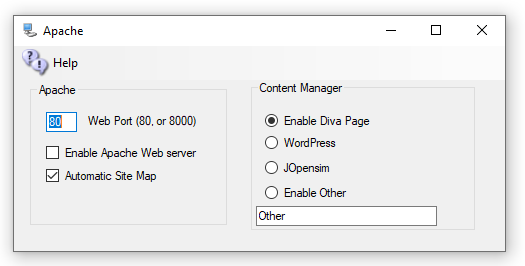 Apache
Help
Apache
80
Web Port (80, or 8000)
Enable Apache Web server
Automatic Site Map
Content Manager
Enable Diva Page
WordPress
JOpensim
Enable Other
Other